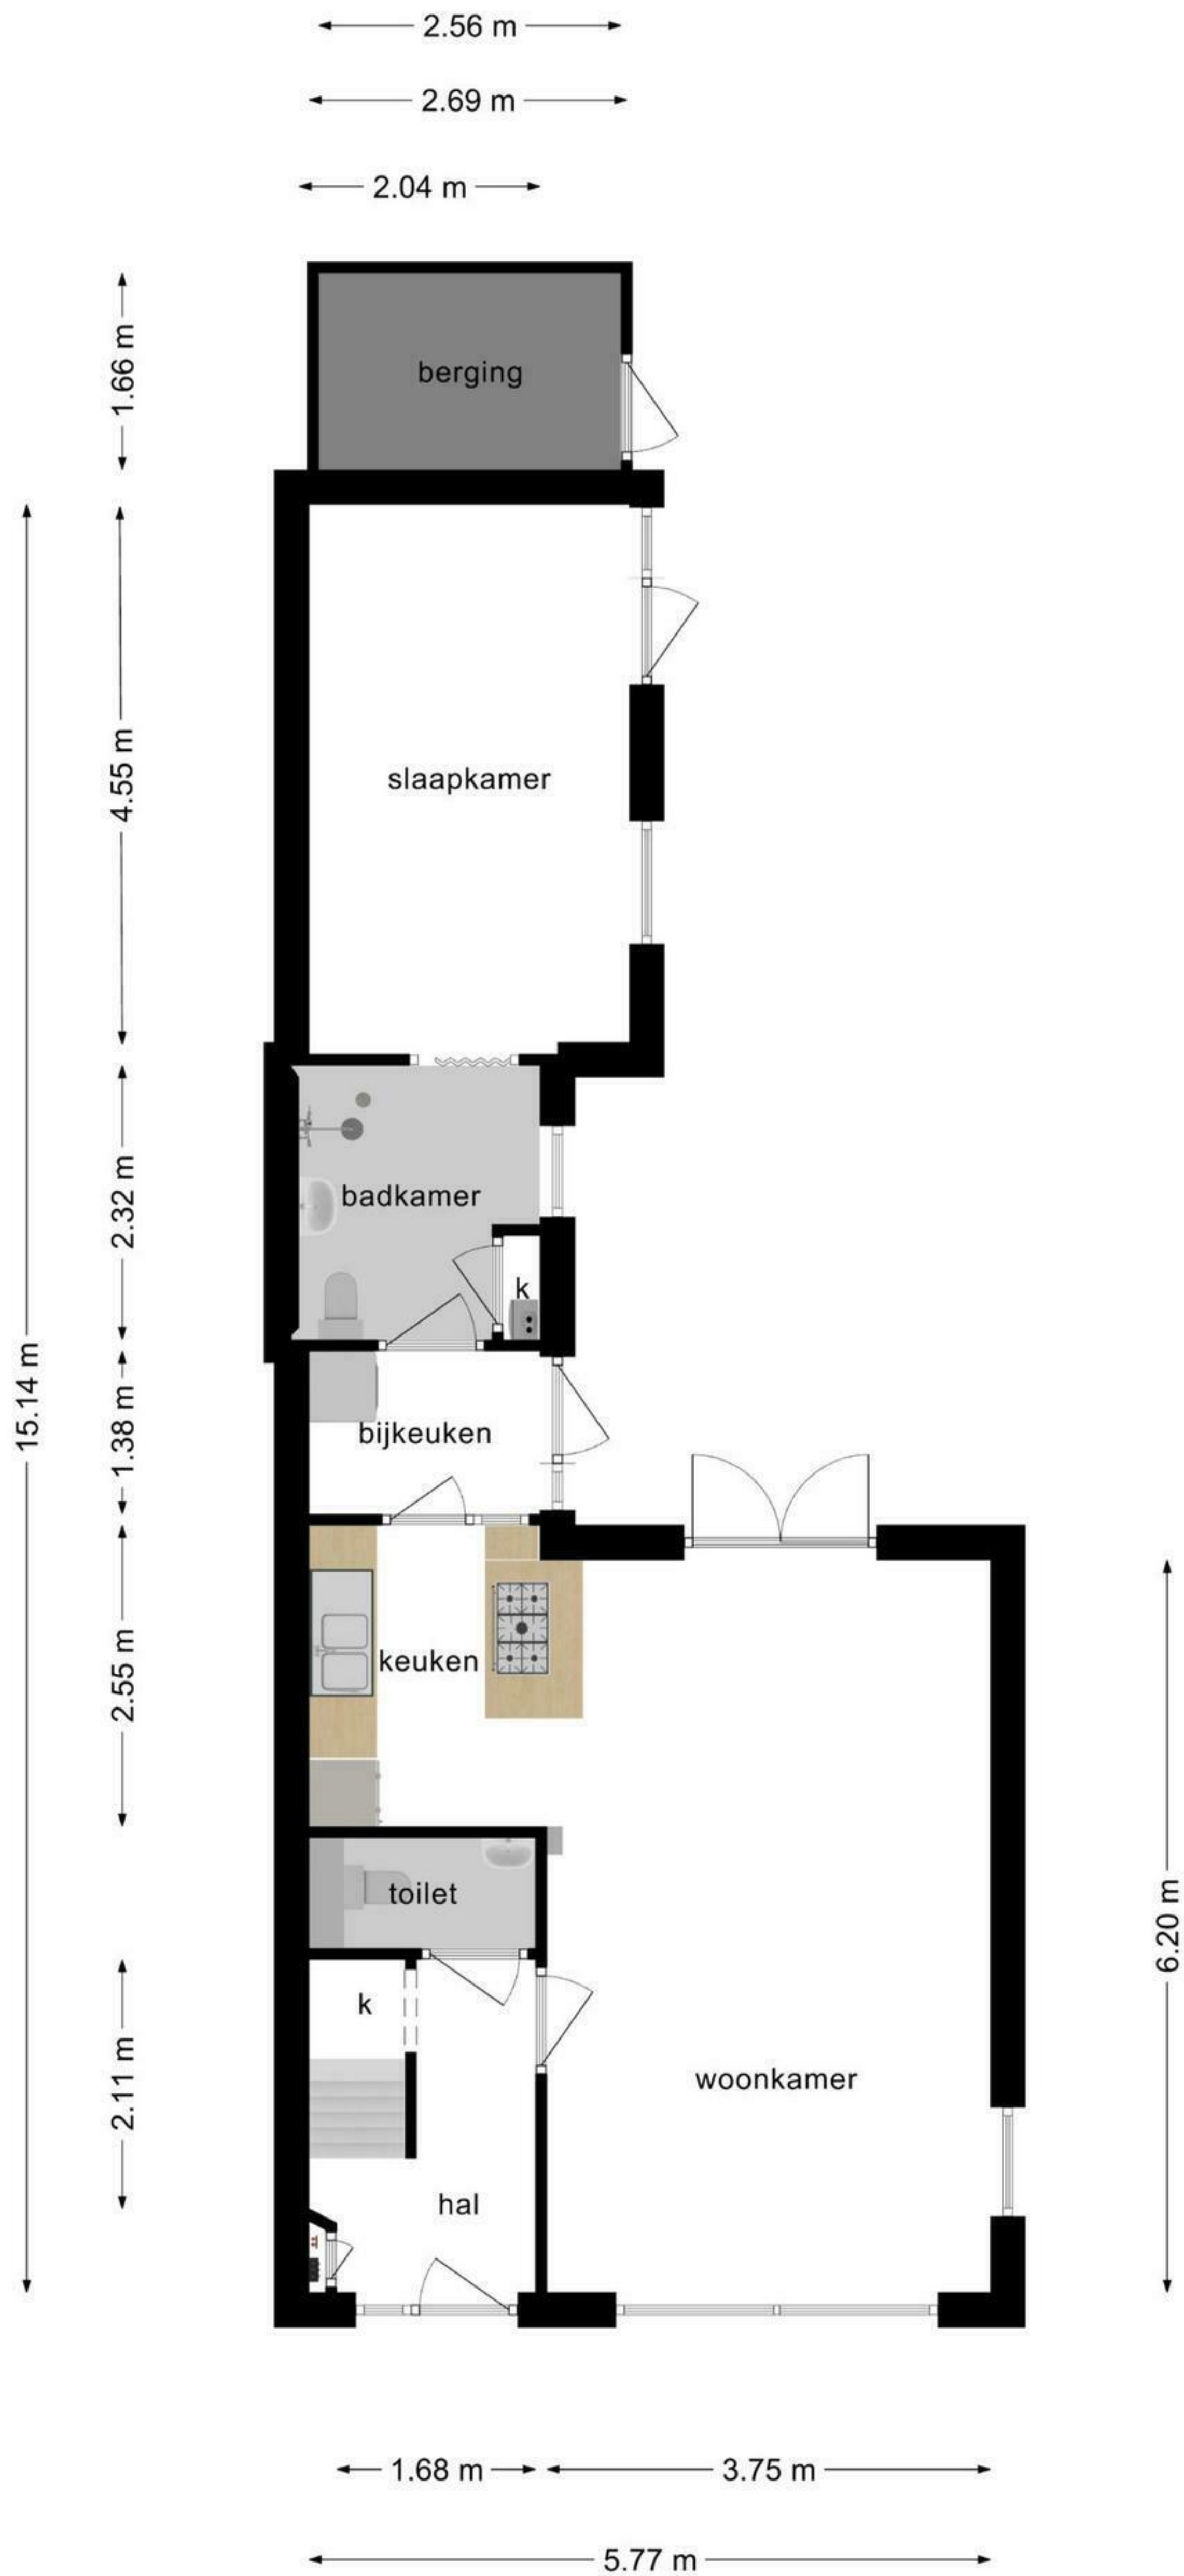 2.56 m
2.69 m
2.04 m
berging
1.66 m
slaapkamer
4.55 m
badkamer
2.32 m
k
15.14 m
bijkeuken
1.38 m
keuken
2.55 m
toilet
6.20 m
k
woonkamer
2.11 m
hal
1.68 m
3.75 m
5.77 m